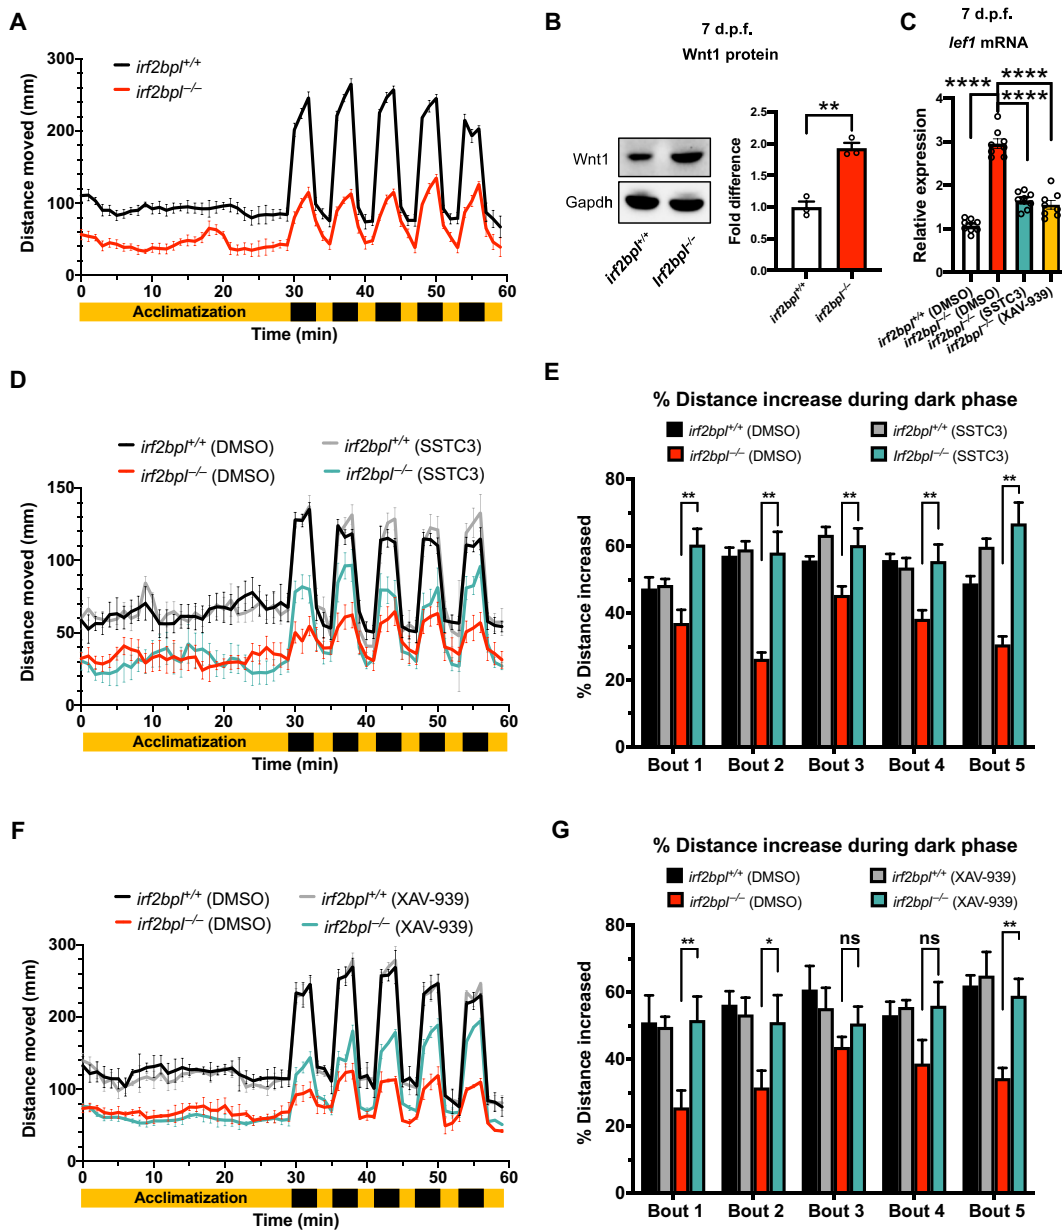 A
irf2bpl+/+
irf2bpl–/–
Distance moved (mm)
300
200
100
0
0 10 20 30 40 50 60
Acclimatization
Time (min)
B
7 d.p.f.
Wnt1 protein
Wnt1
Gapdh
irf2bpl+/+
Irf2bpl–/–
Fold difference
2.0
1.5
1.0
0.5
0.0
**
irf2bpl+/+
irf2bpl–/–
C
7 d.p.f.
lef1 mRNA
****
****
****
Relative expression
4
3
2
1
0
irf2bpl+/+ (DMSO)
irf2bpl–/– (DMSO)
irf2bpl–/– (SSTC3)
irf2bpl–/– (XAV-939)
D
irf2bpl+/+ (DMSO)
irf2bpl–/– (DMSO)
irf2bpl+/+ (SSTC3)
irf2bpl–/– (SSTC3)
Distance moved (mm)
150
100
50
0
0 10 20 30 40 50 60
Acclimatization
Time (min)
E
% Distance increase during dark phase
irf2bpl+/+ (DMSO)
irf2bpl–/– (DMSO)
irf2bpl+/+ (SSTC3)
Irf2bpl–/– (SSTC3)
% Distance increased
80
60
40
20
0
** ** ** ** **
Bout 1 Bout 2 Bout 3 Bout 4 Bout 5
F
irf2bpl+/+ (DMSO)
irf2bpl–/– (DMSO)
irf2bpl+/+ (XAV-939)
irf2bpl–/– (XAV-939)
Distance moved (mm)
300
200
100
0
0 10 20 30 40 50 60
Acclimatization
Time (min)
G
% Distance increase during dark phase
irf2bpl+/+ (DMSO)
irf2bpl–/– (DMSO)
irf2bpl+/+ (XAV-939)
irf2bpl–/– (XAV-939)
% Distance increased
80
60
40
20
0
** * ns ns **
Bout 1 Bout 2 Bout 3 Bout 4 Bout 5